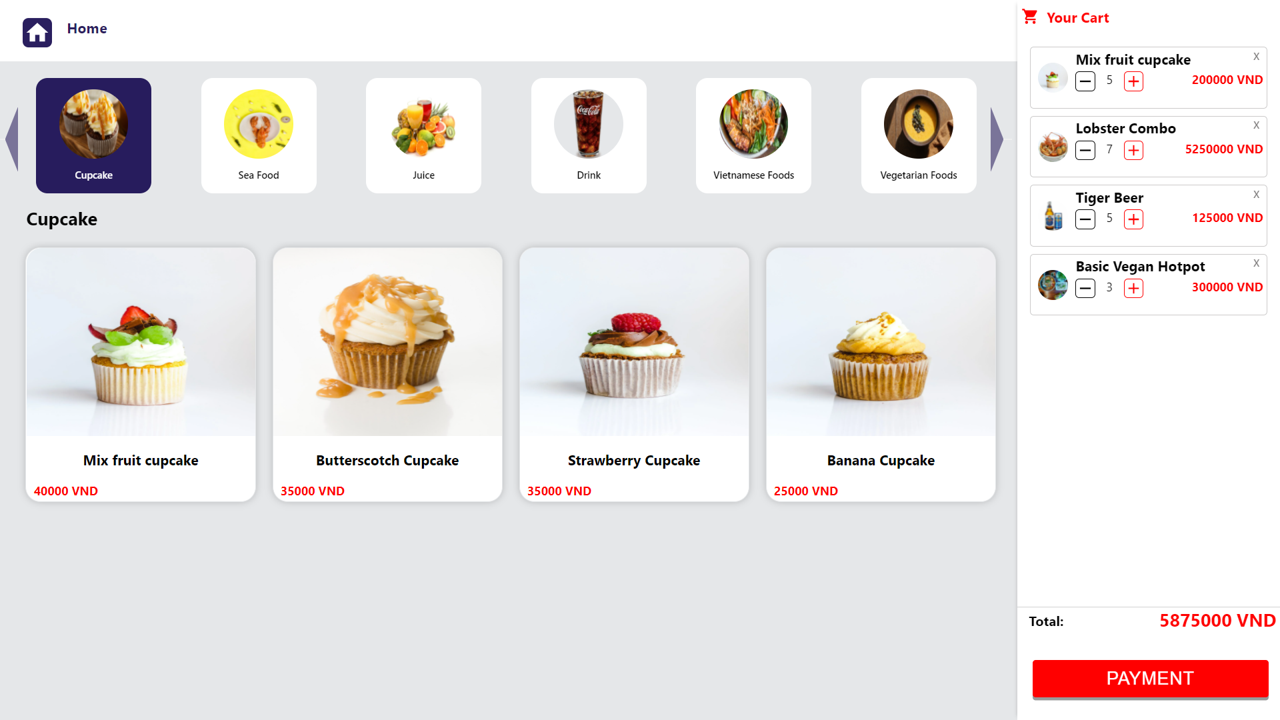 Home
Cupcake
Sea Food
Juice
Coca-Cola
Drink
Vietnamese Foods
Vegetarian Foods
Cupcake
Mix fruit cupcake
40000 VND
Butterscotch Cupcake
35000 VND
Strawberry Cupcake
35000 VND
Banana Cupcake
25000 VND
Your Cart
Mix fruit cupcake X
− 5 + 200000 VND
Lobster Combo X
− 7 + 5250000 VND
Tiger Beer X
− 5 + 125000 VND
Basic Vegan Hotpot X
− 3 + 300000 VND
Total: 5875000 VND
PAYMENT